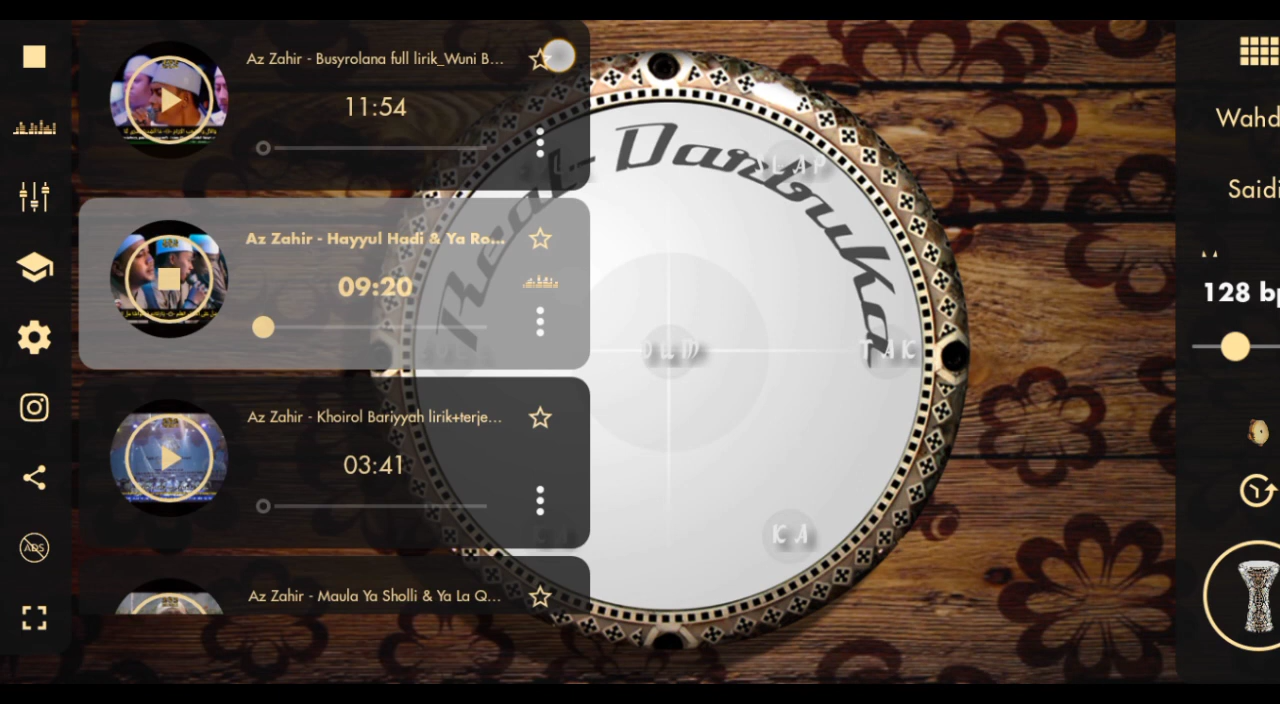 Az Zahir - Busyrolana full lirik_Wuni B...
11:54
Az Zahir - Hayyul Hadi & Ya Ro...
09:20
Az Zahir - Khoirol Bariyyah lirik+terje...
03:41
Az Zahir - Maula Ya Sholli & Ya La Q...
ADS
Real-Darbuka
SLAP
DUM
TAK
KA
Wahd
Saidi
128 bp